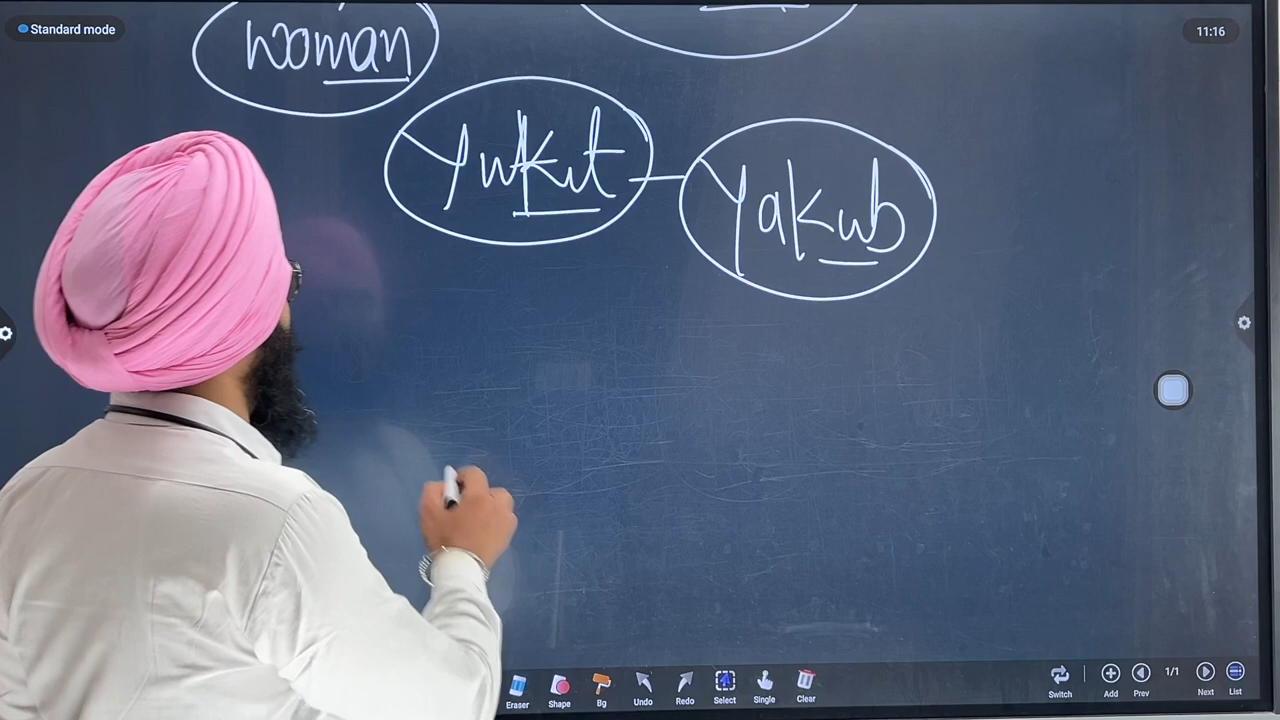 Standard mode
11:16
woman
Yukit
Yakub
Eraser
Shape
Bg
Undo
Redo
Select
Single
Clear
Switch
Add
Prev
1/1
Next
List